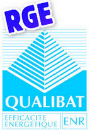 RGE
QUALIBAT
EFFICACITÉ
ÉNERGÉTIQUE
ENR